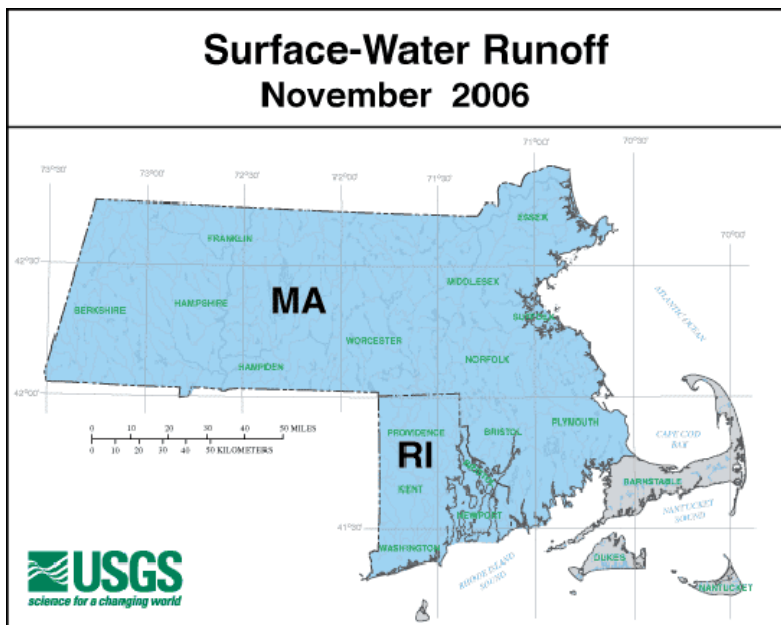 Surface-Water Runoff
November 2006
73°30'
73°00'
72°30'
72°00'
71°30'
71°00'
70°30'
70°00'
42°30'
42°00'
41°30'
ESSEX
FRANKLIN
MIDDLESEX
BERKSHIRE
HAMPSHIRE
MA
SUFFOLK
WORCESTER
NORFOLK
HAMPDEN
ATLANTIC OCEAN
PLYMOUTH
BRISTOL
PROVIDENCE
RI
KENT
BRISTOL
NEWPORT
WASHINGTON
CAPE COD
BAY
BARNSTABLE
NANTUCKET
SOUND
DUKES
NANTUCKET
RHODE ISLAND
SOUND
0 10 20 30 40 50 MILES
0 10 20 30 40 50 KILOMETERS
USGS
science for a changing world